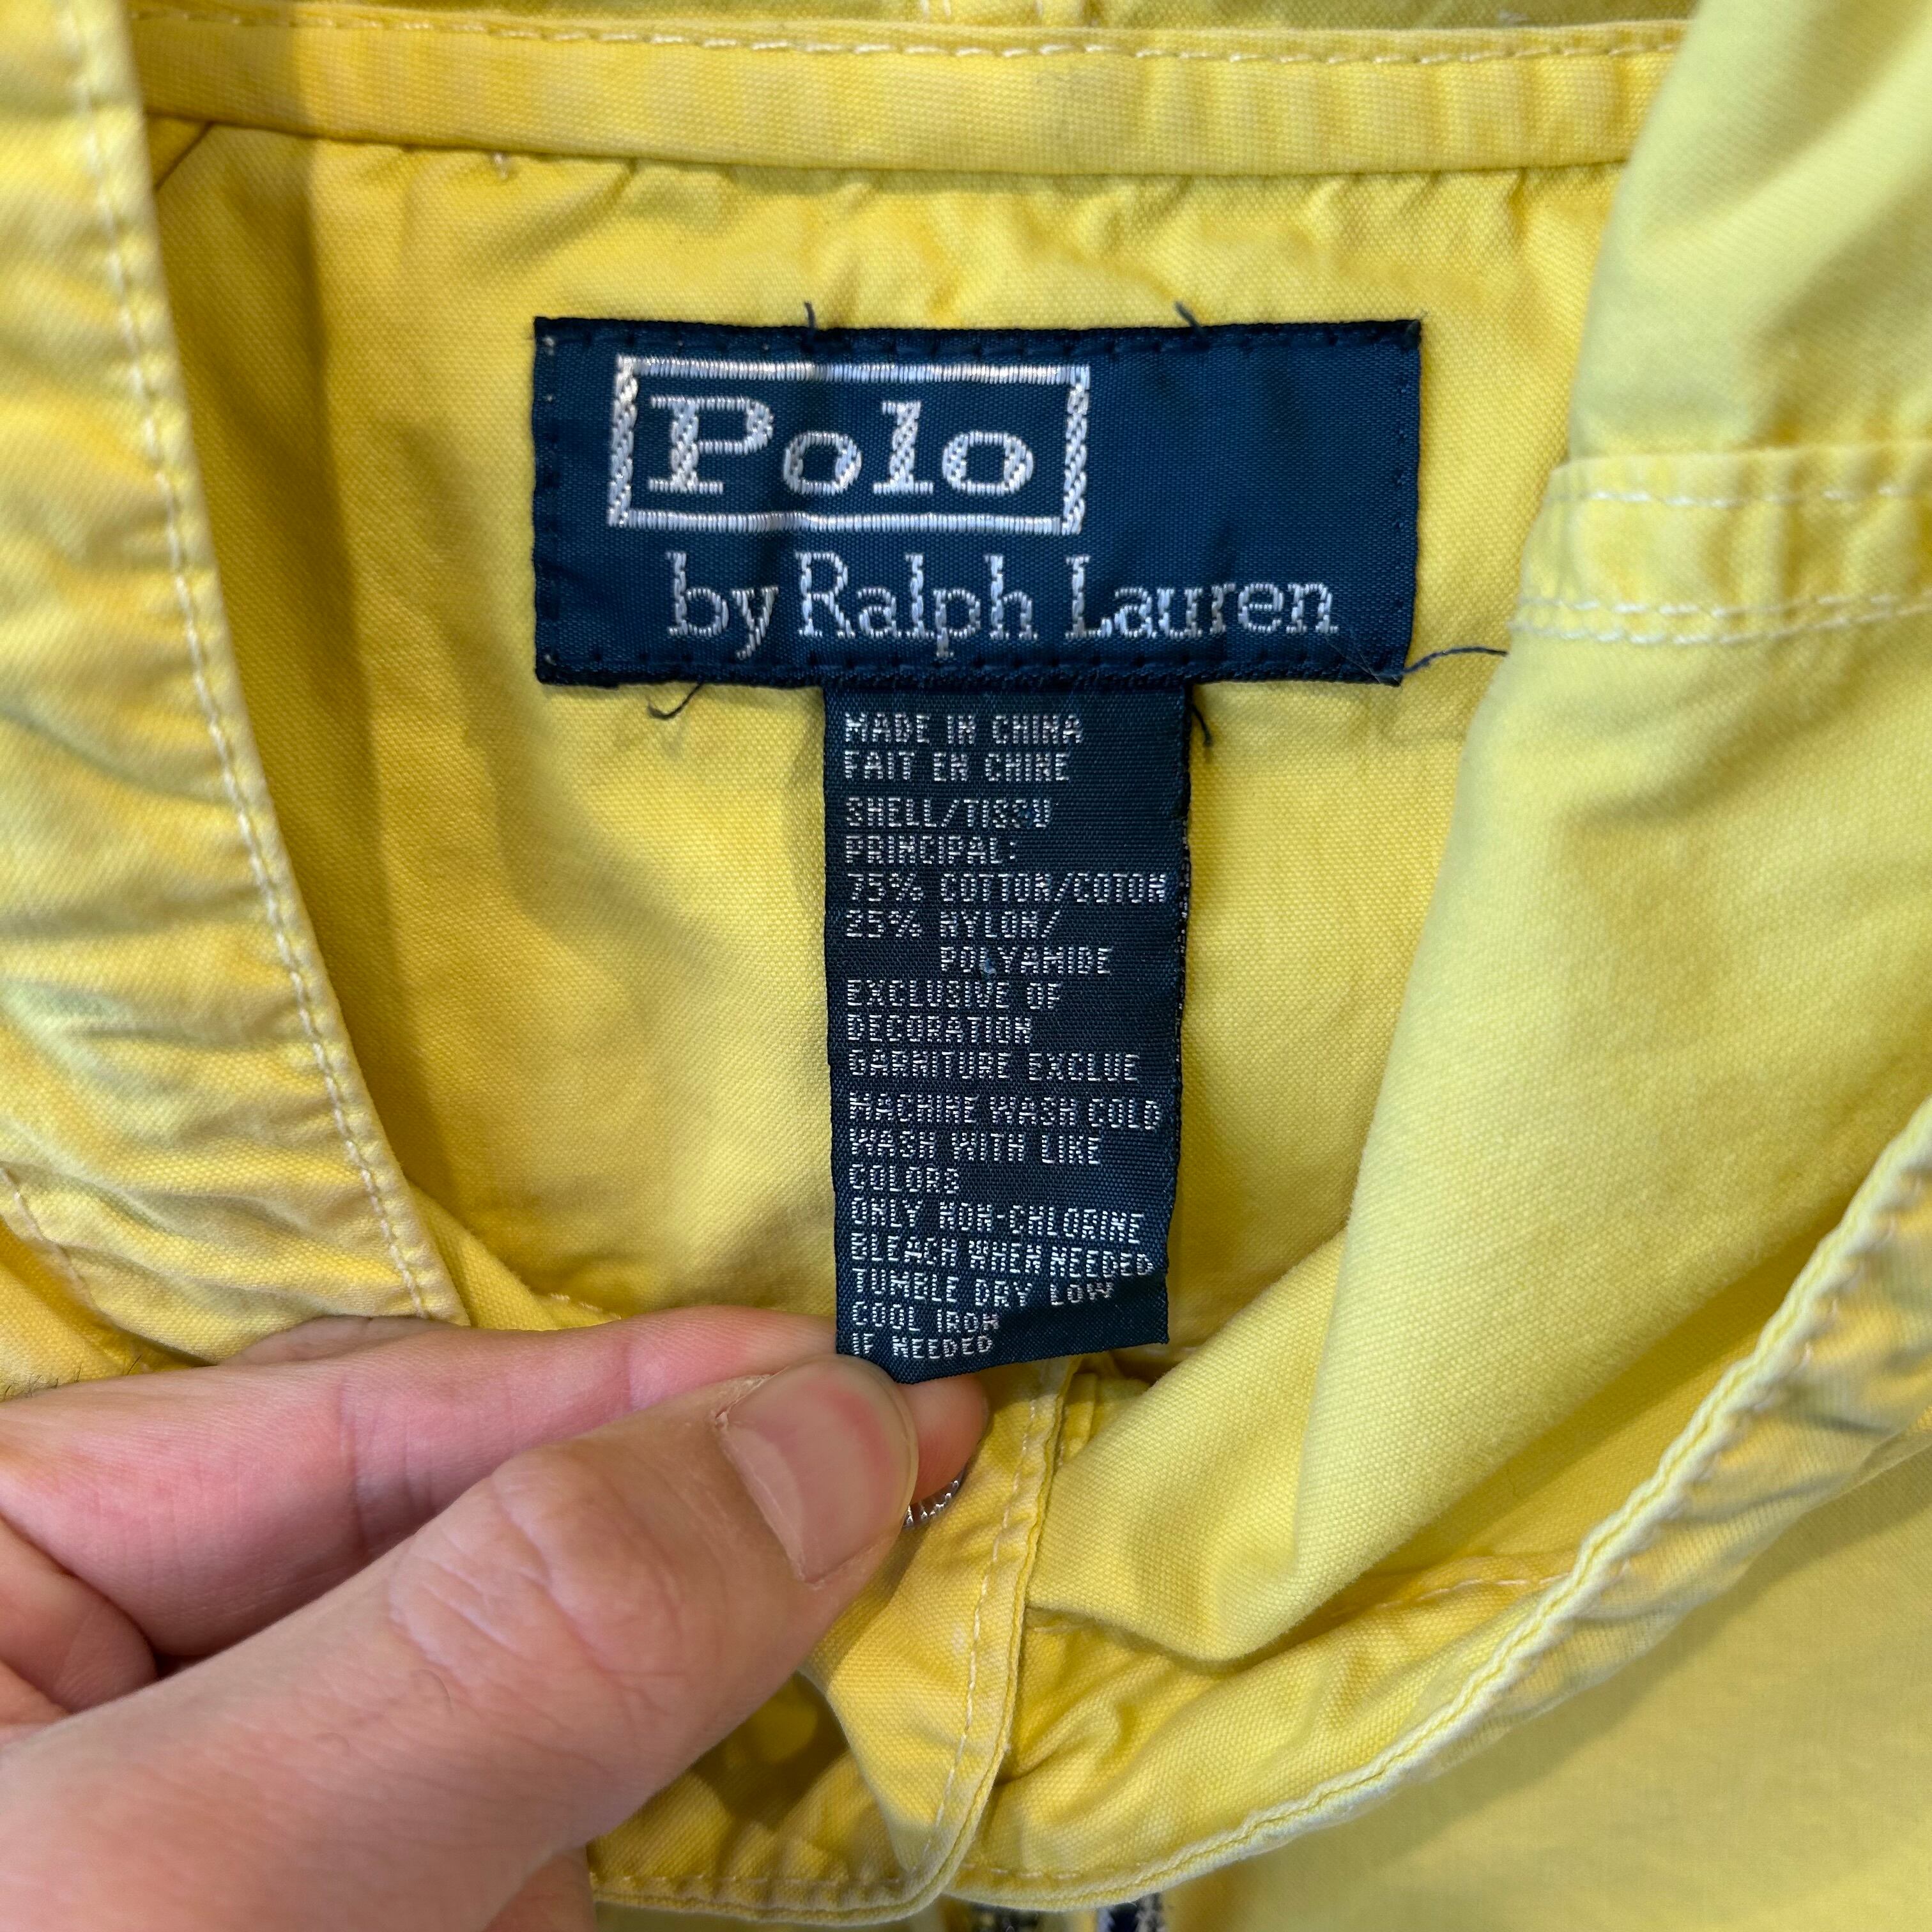 Polo
by Ralph Lauren
MADE IN CHINA
FAIT EN CHINE
SHELL/TISSU
PRINCIPAL:
75% COTTON/COTON
25% NYLON/
POLYAMIDE
EXCLUSIVE OF
DECORATION
GARNITURE EXCLUE
MACHINE WASH COLD
WASH WITH LIKE
COLORS
ONLY NON-CHLORINE
BLEACH WHEN NEEDED
TUMBLE DRY LOW
COOL IRON
IF NEEDED